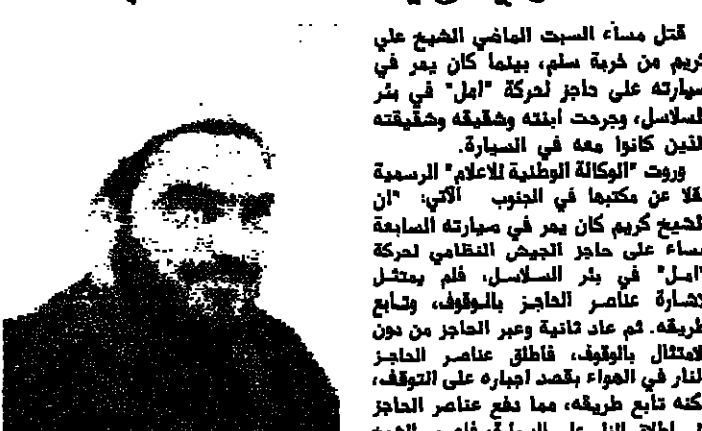 قتل مساء السبت الماضي الشيخ علي
كريم من خربة سلم، بينما كان يمر في
سيارته على حاجز لحركة "امل" في بئر
السلاسل، وجرحت ابنته وشقيقه وشقيقته
الذين كانوا معه في السيارة.
وروت "الوكالة الوطنية للاعلام" الرسمية
نقلا عن مكتبها في الجنوب الآتي: "ان
الشيخ كريم كان يمر في سيارته السابعة
مساء على حاجز الجيش النظامي لحركة
"امل" في بئر السلاسل، فلم يمتثل
لاشارة عناصر الحاجز بالوقوف، وتابع
طريقه. ثم عاد ثانية وعبر الحاجز من دون
الامتثال بالوقوف، فأطلق عناصر الحاجز
النار في الهواء بقصد اجباره على التوقف،
لكنه تابع طريقه، مما دفع عناصر الحاجز